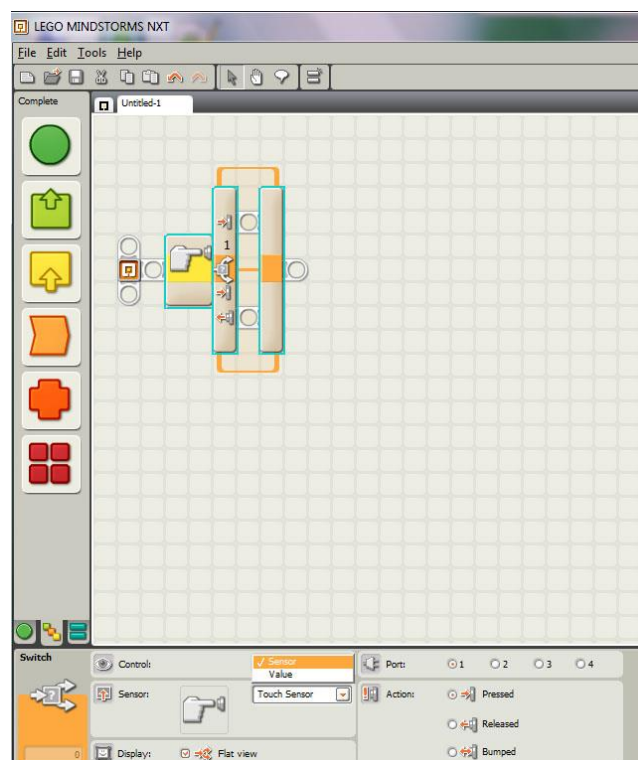 LEGO MINDSTORMS NXT
File Edit Tools Help
Complete
Untitled-1
1
Switch
Control:
Sensor
Value
Port:
1 2 3 4
Sensor:
Touch Sensor
Action:
Pressed
Released
0
Display:
Flat view
Bumped